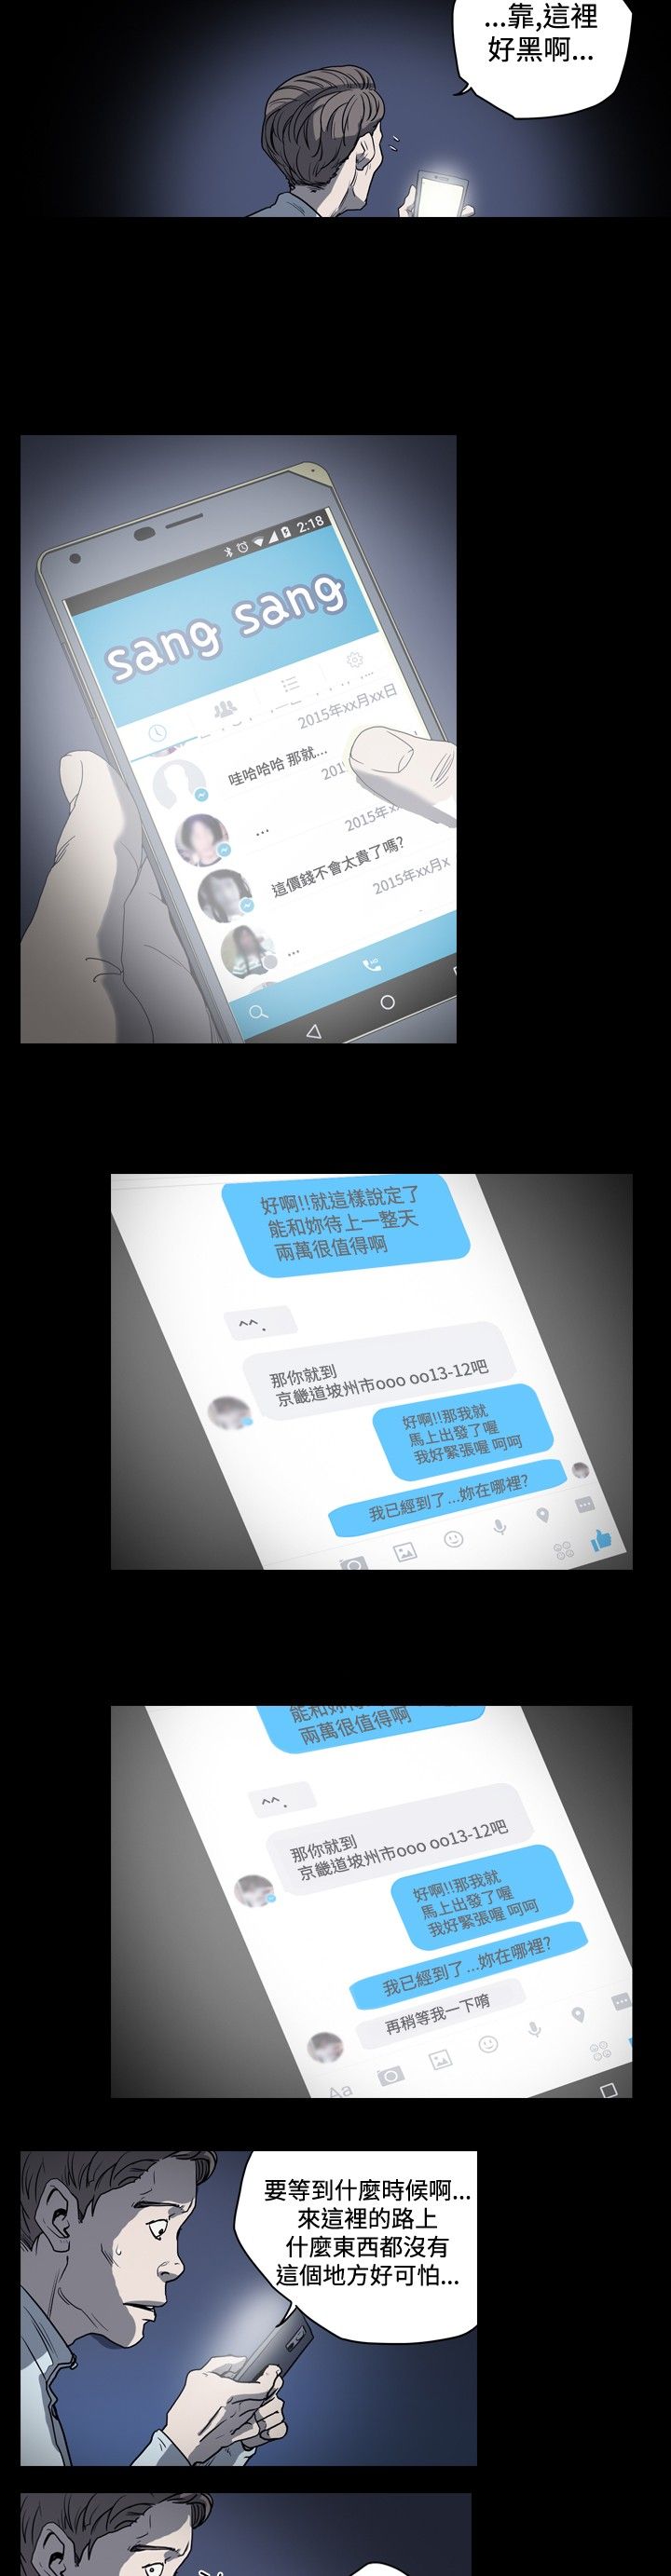 ...靠,這裡
好黑啊...
2:18
sang sang
2015年xx月xx日
哇哈哈哈 那就...
201
...
2015年x
這價錢不會太貴了嗎?
2015年xx月x
...
好啊!!就這樣說定了
能和妳待上一整天
兩萬很值得啊
^^ .
那你就到
京畿道坡州市ooo oo13-12吧
好啊!!那我就
馬上出發了喔
我好緊張喔 呵呵
我已經到了...妳在哪裡?
兩萬很值得啊
^^ .
那你就到
京畿道坡州市ooo oo13-12吧
好啊!!那我就
馬上出發了喔
我好緊張喔 呵呵
我已經到了...妳在哪裡?
再稍等我一下唷
Aa
要等到什麼時候啊...
來這裡的路上
什麼東西都沒有
這個地方好可怕...